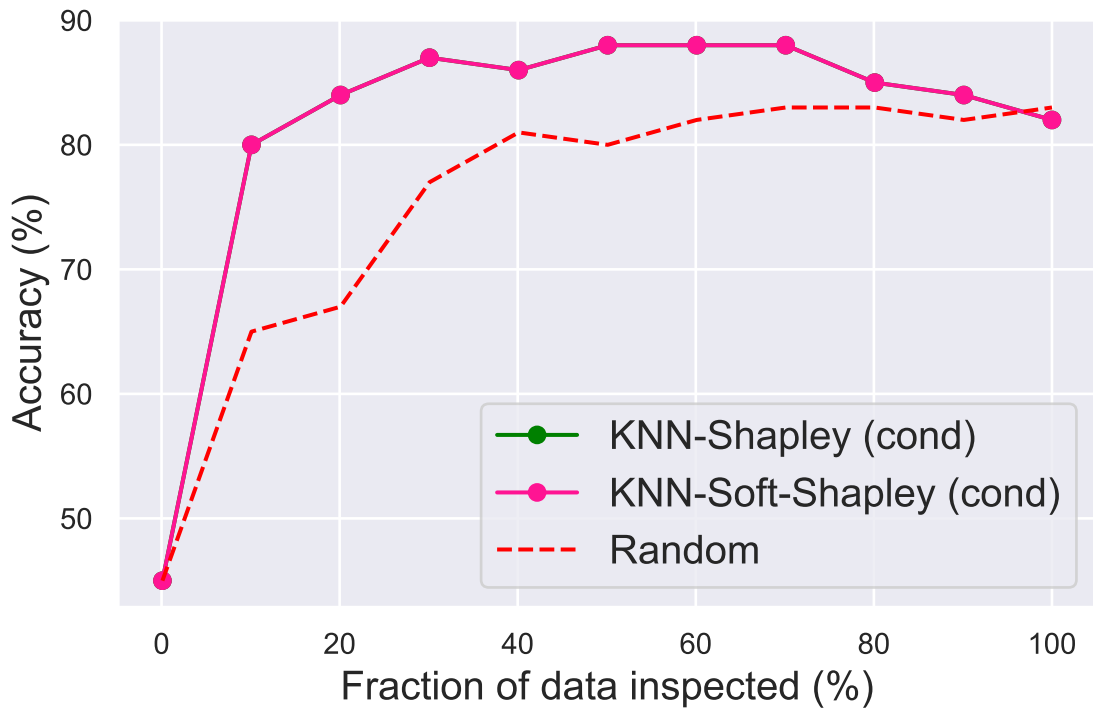 90
80
70
60
50
Accuracy (%)
KNN-Shapley (cond)
KNN-Soft-Shapley (cond)
Random
0 20 40 60 80 100
Fraction of data inspected (%)